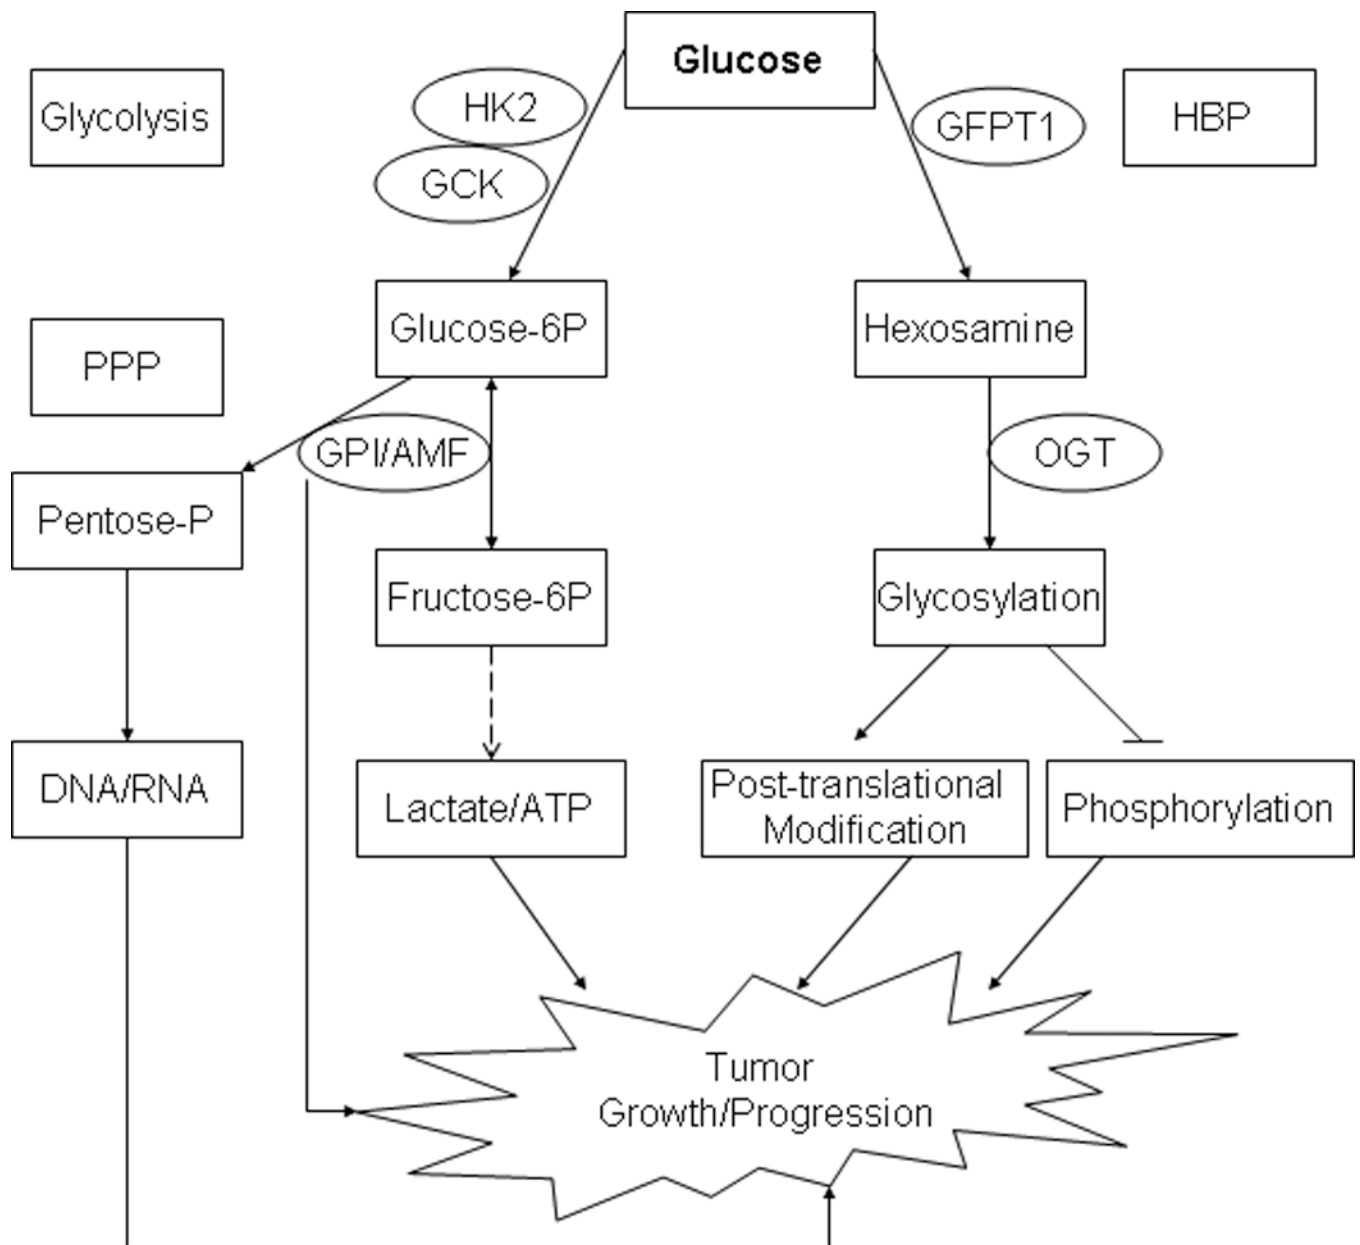 Glucose
Glycolysis
HK2
GFPT1
HBP
GCK
Glucose-6P
Hexosamine
PPP
GPI/AMF
OGT
Pentose-P
Fructose-6P
Glycosylation
DNA/RNA
Lactate/ATP
Post-translational
Modification
Phosphorylation
Tumor
Growth/Progression